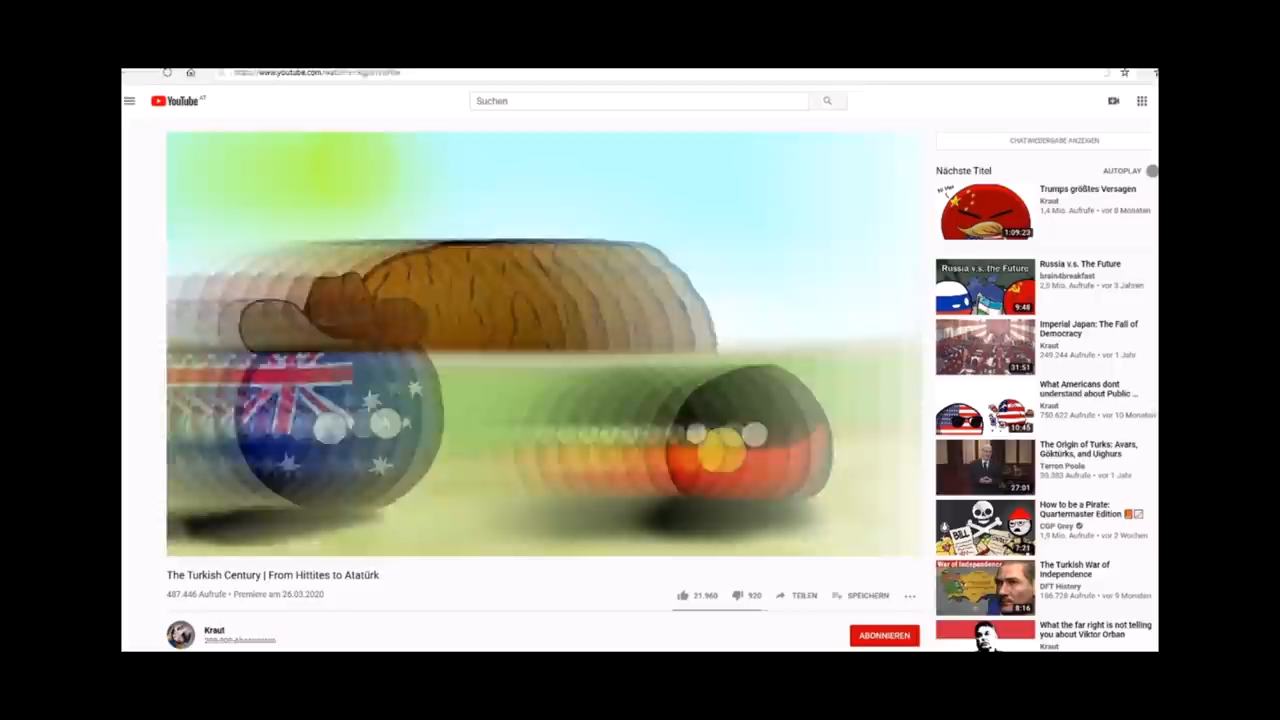 www.youtube.com
YouTube AT
Suchen
CHATWIEDERGABE ANZEIGEN
Nächste Titel
AUTOPLAY
Trumps größtes Versagen
Kraut
1,4 Mio. Aufrufe • vor 8 Monaten
1:09:23
Russia v.s. the Future
9:48
Russia v.s. The Future
brain4breakfast
2,5 Mio. Aufrufe • vor 3 Jahren
31:51
Imperial Japan: The Fall of
Democracy
Kraut
249.244 Aufrufe • vor 1 Jahr
10:45
What Americans dont
understand about Public ...
Kraut
750.622 Aufrufe • vor 10 Monaten
27:01
The Origin of Turks: Avars,
Göktürks, and Uighurs
Terron Poole
Aufrufe • vor 1 Jahr
BILL
7:21
How to be a Pirate:
Quartermaster Edition
CGP Grey
1,9 Mio. Aufrufe • vor 2 Wochen
War of Independence
8:16
The Turkish War of
Independence
DFT History
186.728 Aufrufe • vor 9 Monaten
What the far right is not telling
you about Viktor Orban
Kraut
The Turkish Century | From Hittites to Atatürk
487.446 Aufrufe • Premiere am 26.03.2020
21.960
920
TEILEN
SPEICHERN
Kraut
ABONNIEREN